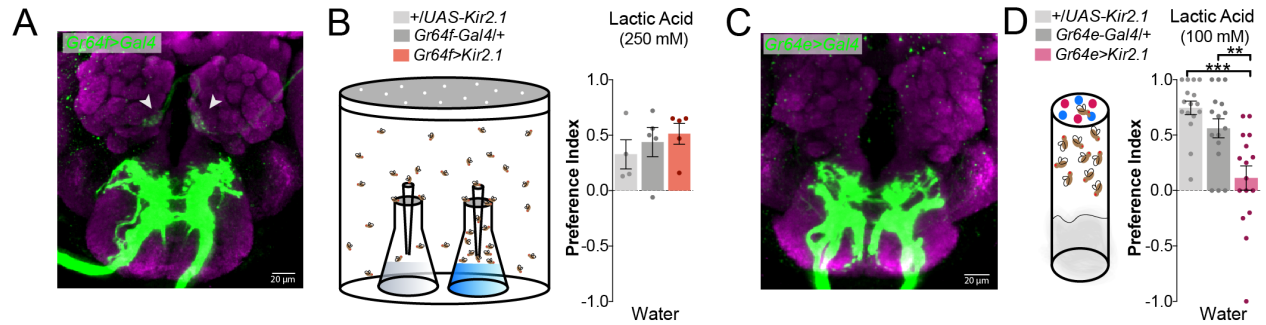 A
Gr64f>Gal4
20 µm
B
+/UAS-Kir2.1
Gr64f-Gal4/+
Gr64f>Kir2.1
Lactic Acid
(250 mM)
Preference Index
1.0
0.5
0.0
-0.5
-1.0
Water
C
Gr64e>Gal4
20 µm
D
+/UAS-Kir2.1
Gr64e-Gal4/+
Gr64e>Kir2.1
Lactic Acid
(100 mM)
**
***
Preference Index
1.0
0.5
0.0
-0.5
-1.0
Water